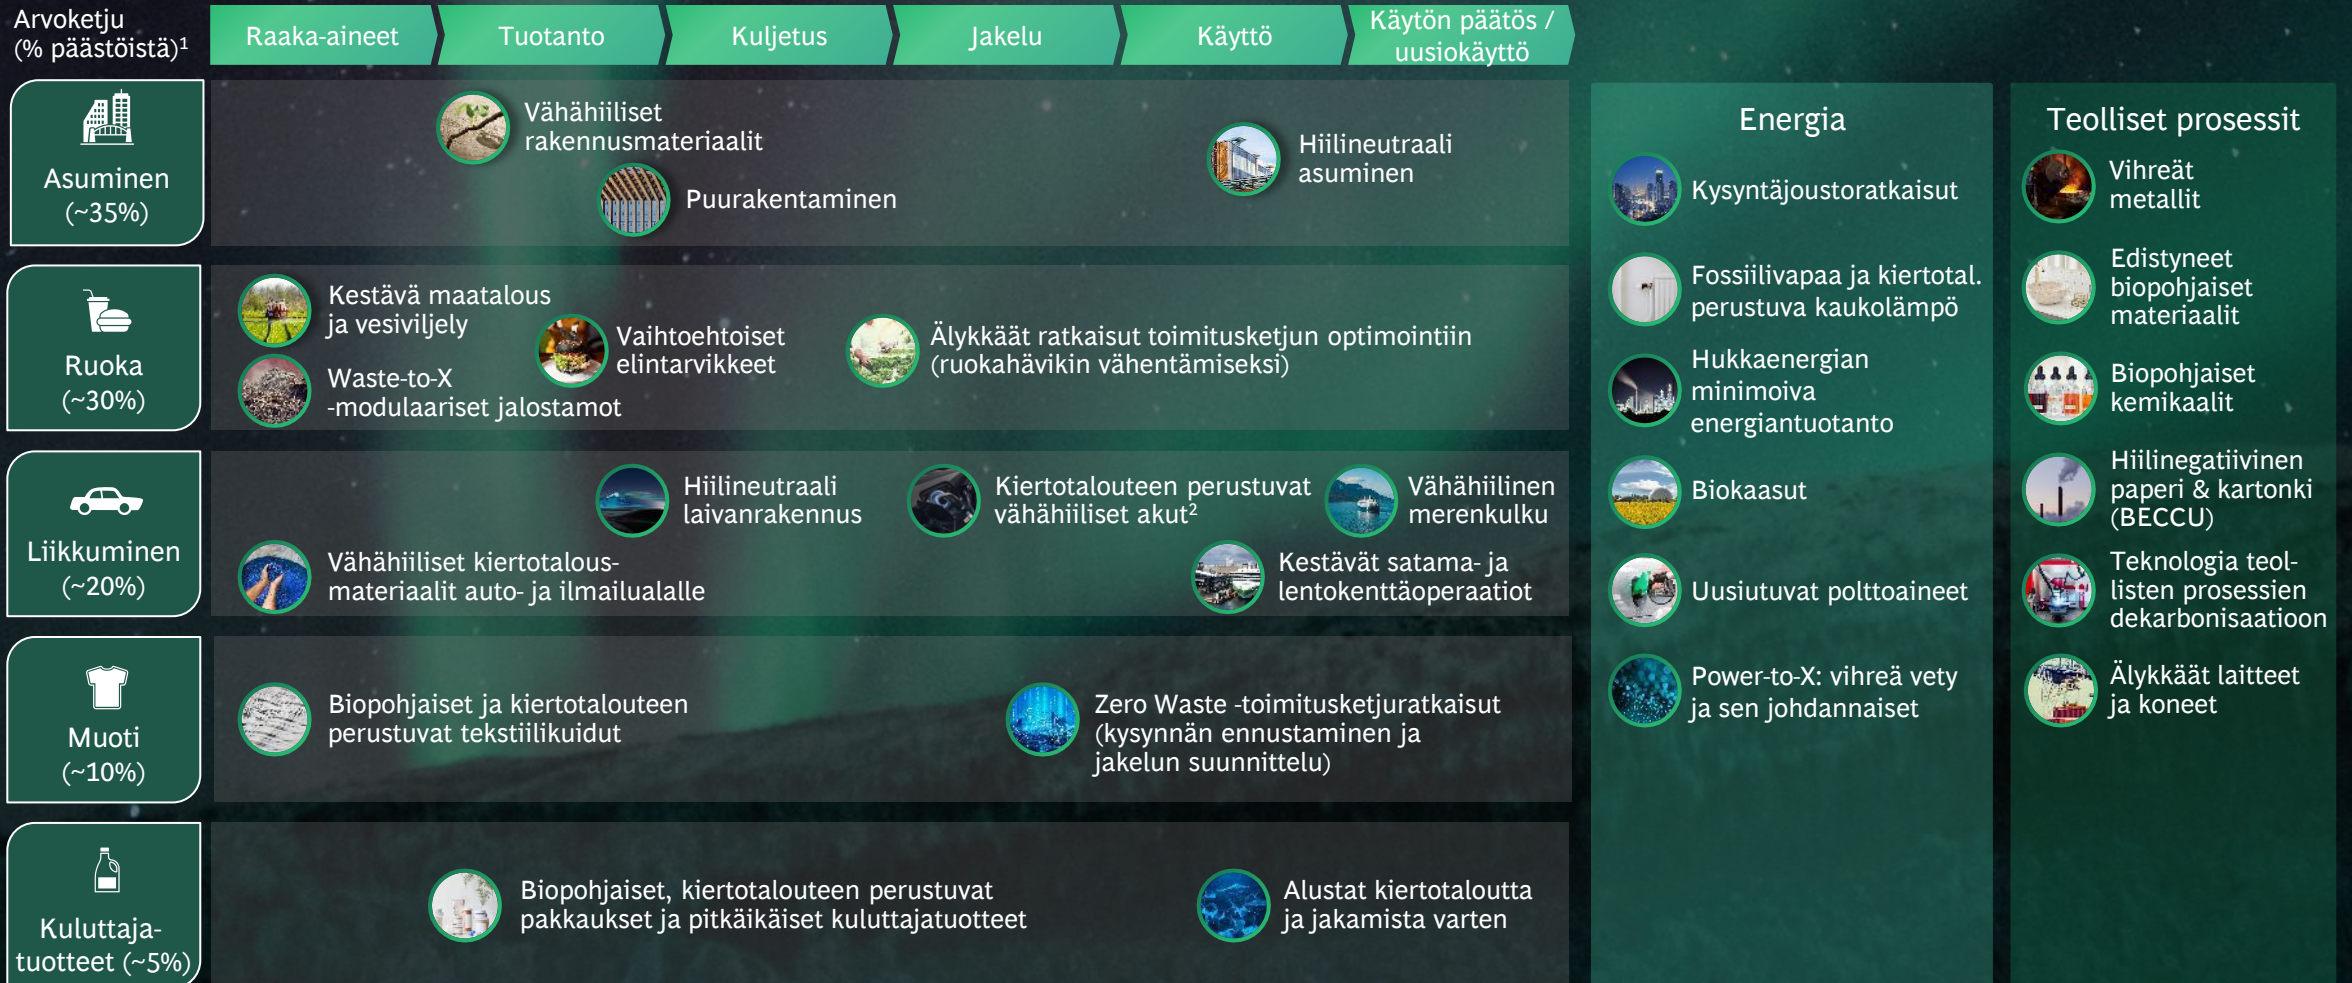 Arvoketju
(% päästöistä)¹
Raaka-aineet
Tuotanto
Kuljetus
Jakelu
Käyttö
Käytön päätös /
uusiokäyttö
Asuminen
(~35%)
Vähähiiliset
rakennusmateriaalit
Puurakentaminen
Hiilineutraali
asuminen
Ruoka
(~30%)
Kestävä maatalous
ja vesiviljely
Waste-to-X
-modulaariset jalostamot
Vaihtoehtoiset
elintarvikkeet
Älykkäät ratkaisut toimitusketjun optimointiin
(ruokahävikin vähentämiseksi)
Liikkuminen
(~20%)
Hiilineutraali
laivanrakennus
Kiertotalouteen perustuvat
vähähiiliset akut²
Vähähiilinen
merenkulku
Vähähiiliset kiertotalous-
materiaalit auto- ja ilmailualalle
Kestävät satama- ja
lentokenttäoperaatiot
Muoti
(~10%)
Biopohjaiset ja kiertotalouteen
perustuvat tekstiilikuidut
Zero Waste -toimitusketjuratkaisut
(kysynnän ennustaminen ja
jakelun suunnittelu)
Kuluttaja-
tuotteet (~5%)
Biopohjaiset, kiertotalouteen perustuvat
pakkaukset ja pitkäikäiset kuluttajatuotteet
Alustat kiertotaloutta
ja jakamista varten
Energia
Kysyntäjoustoratkaisut
Fossiilivapaa ja kiertotal.
perustuva kaukolämpö
Hukkaenergian
minimoiva
energiantuotanto
Biokaasut
Uusiutuvat polttoaineet
Power-to-X: vihreä vety
ja sen johdannaiset
Teolliset prosessit
Vihreät
metallit
Edistyneet
biopohjaiset
materiaalit
Biopohjaiset
kemikaalit
Hiilinegatiivinen
paperi & kartonki
(BECCU)
Teknologia teol-
listen prosessien
dekarbonisaatioon
Älykkäät laitteet
ja koneet